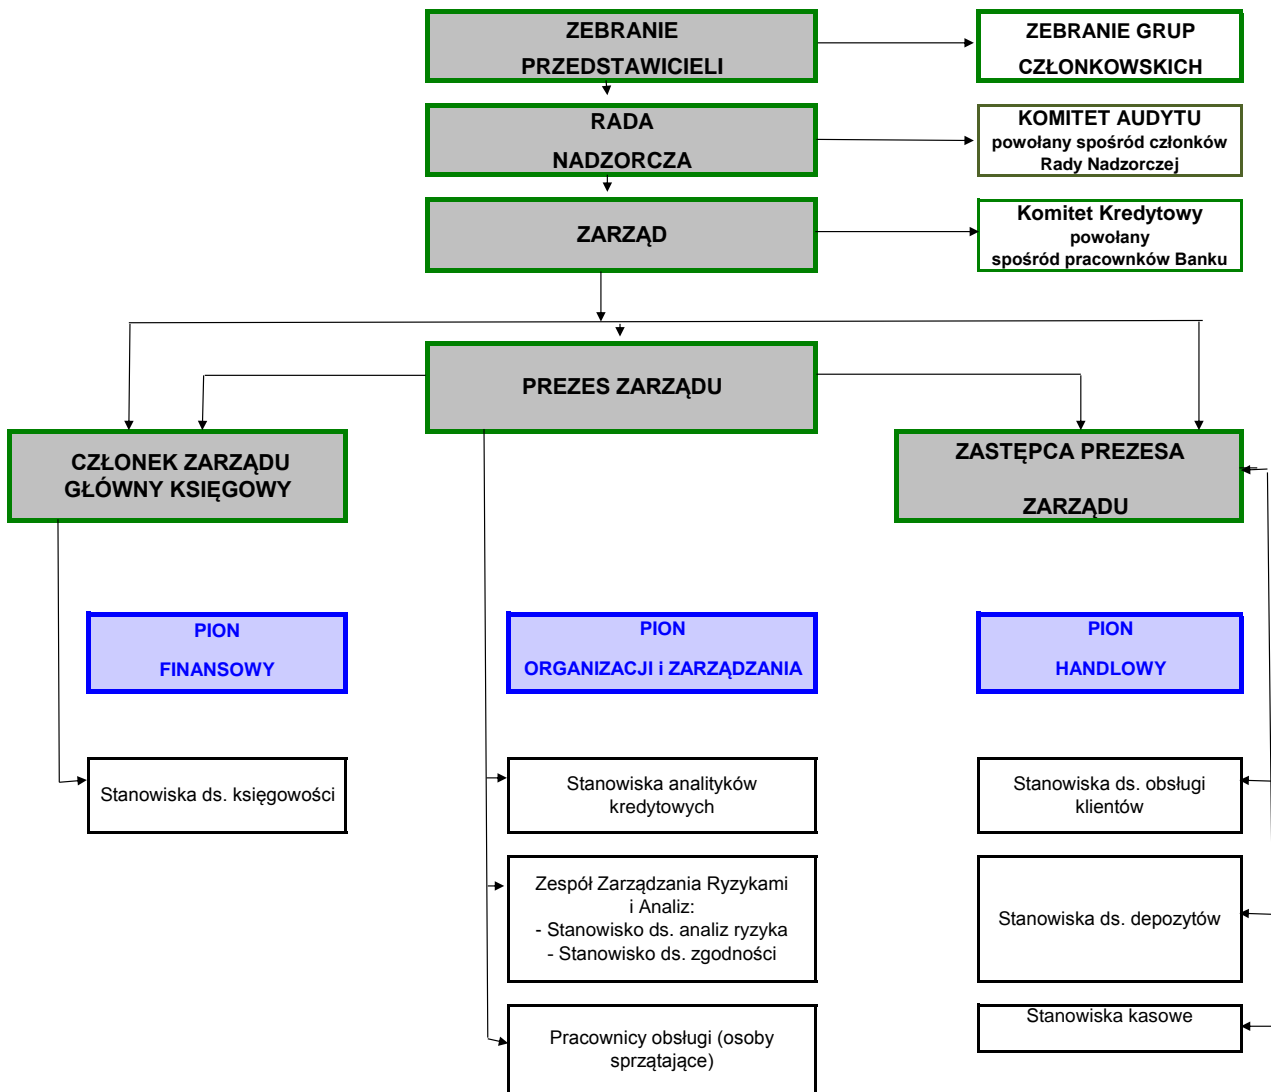 ZEBRANIE
PRZEDSTAWICIELI
ZEBRANIE GRUP
CZŁONKOWSKICH
RADA
NADZORCZA
KOMITET AUDYTU
powołany spośród członków
Rady Nadzorczej
ZARZĄD
Komitet Kredytowy
powołany
spośród pracownków Banku
PREZES ZARZĄDU
CZŁONEK ZARZĄDU
GŁÓWNY KSIĘGOWY
ZASTĘPCA PREZESA
ZARZĄDU
PION
FINANSOWY
PION
ORGANIZACJI i ZARZĄDZANIA
PION
HANDLOWY
Stanowiska ds. księgowości
Stanowiska analityków
kredytowych
Stanowiska ds. obsługi
klientów
Zespół Zarządzania Ryzykami
i Analiz:
- Stanowisko ds. analiz ryzyka
- Stanowisko ds. zgodności
Stanowiska ds. depozytów
Pracownicy obsługi (osoby
sprzątające)
Stanowiska kasowe